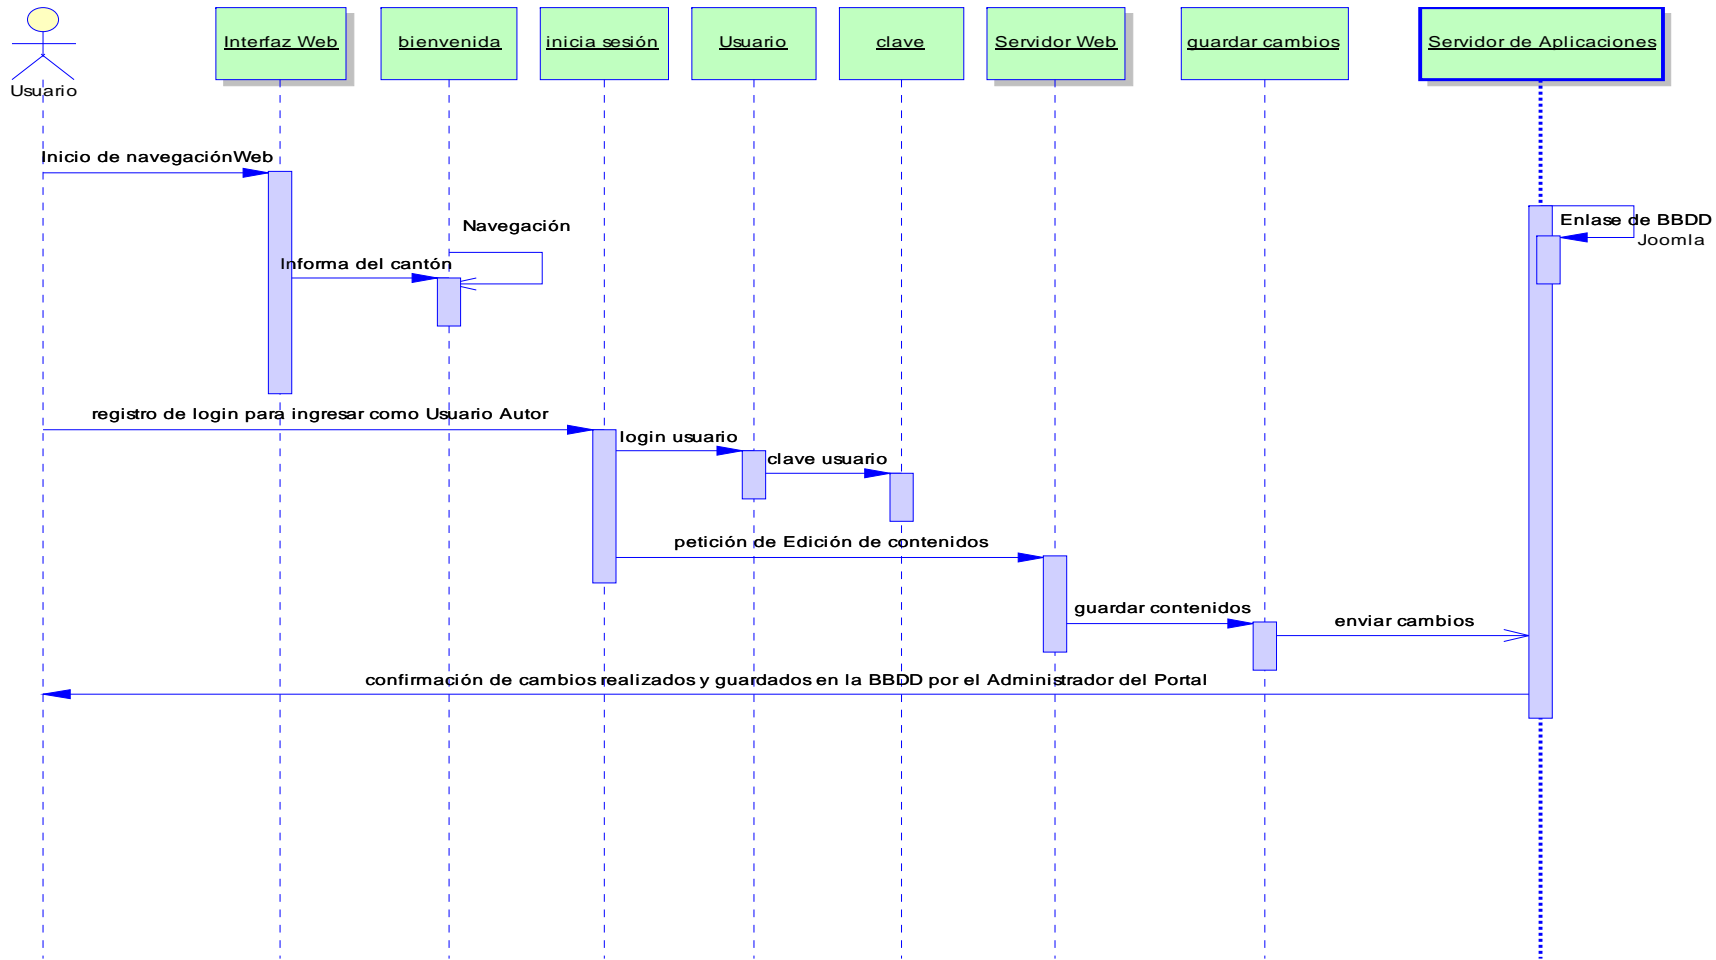 Usuario
Interfaz Web
bienvenida
inicia sesión
Usuario
clave
Servidor Web
guardar cambios
Servidor de Aplicaciones
Inicio de navegaciónWeb
Enlase de BBDD
Joomla
Navegación
Informa del cantón
registro de login para ingresar como Usuario Autor
login usuario
clave usuario
petición de Edición de contenidos
guardar contenidos
enviar cambios
confirmación de cambios realizados y guardados en la BBDD por el Administrador del Portal